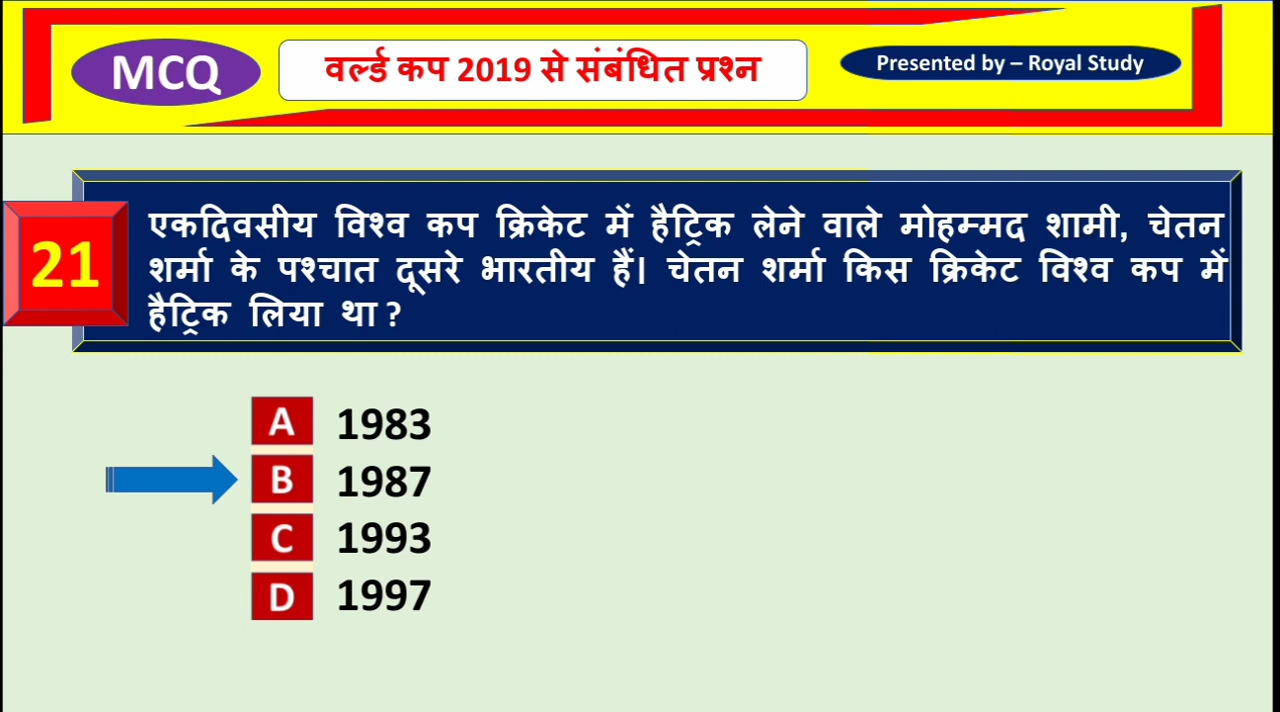 MCQ
वर्ल्ड कप 2019 से संबंधित प्रश्न
Presented by – Royal Study
21
एकदिवसीय विश्व कप क्रिकेट में हैट्रिक लेने वाले मोहम्मद शामी, चेतन
शर्मा के पश्चात दूसरे भारतीय हैं। चेतन शर्मा किस क्रिकेट विश्व कप में
हैट्रिक लिया था ?
A 1983
B 1987
C 1993
D 1997